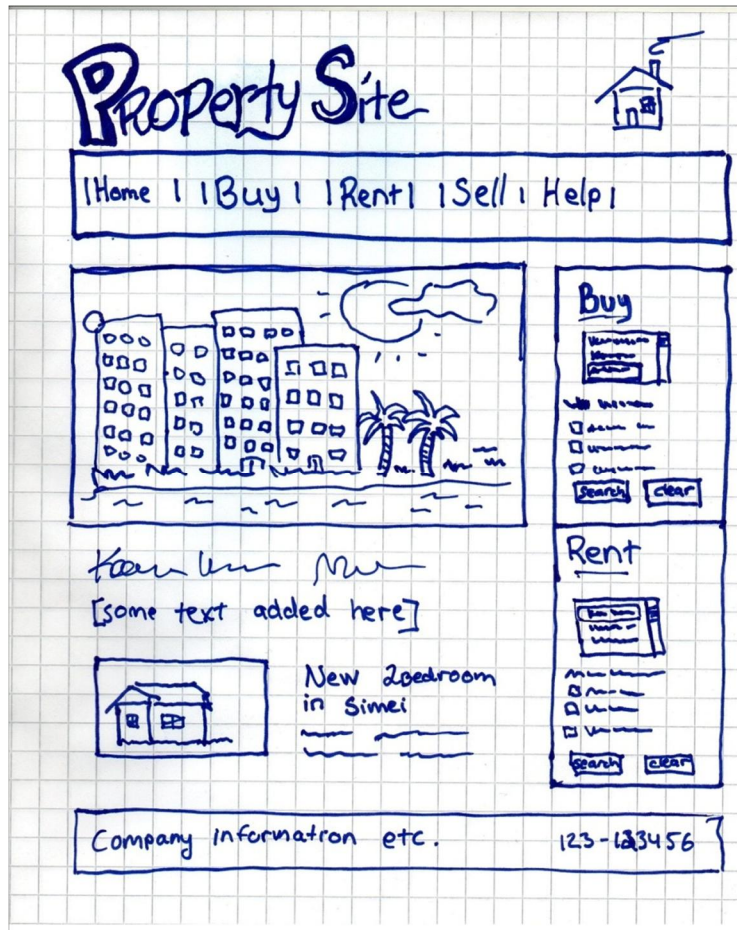 Property Site
Home Buy Rent Sell Help
Buy
search clear
[some text added here]
Rent
New 2bedroom
in Simei
search clear
Company information etc. 123-123456